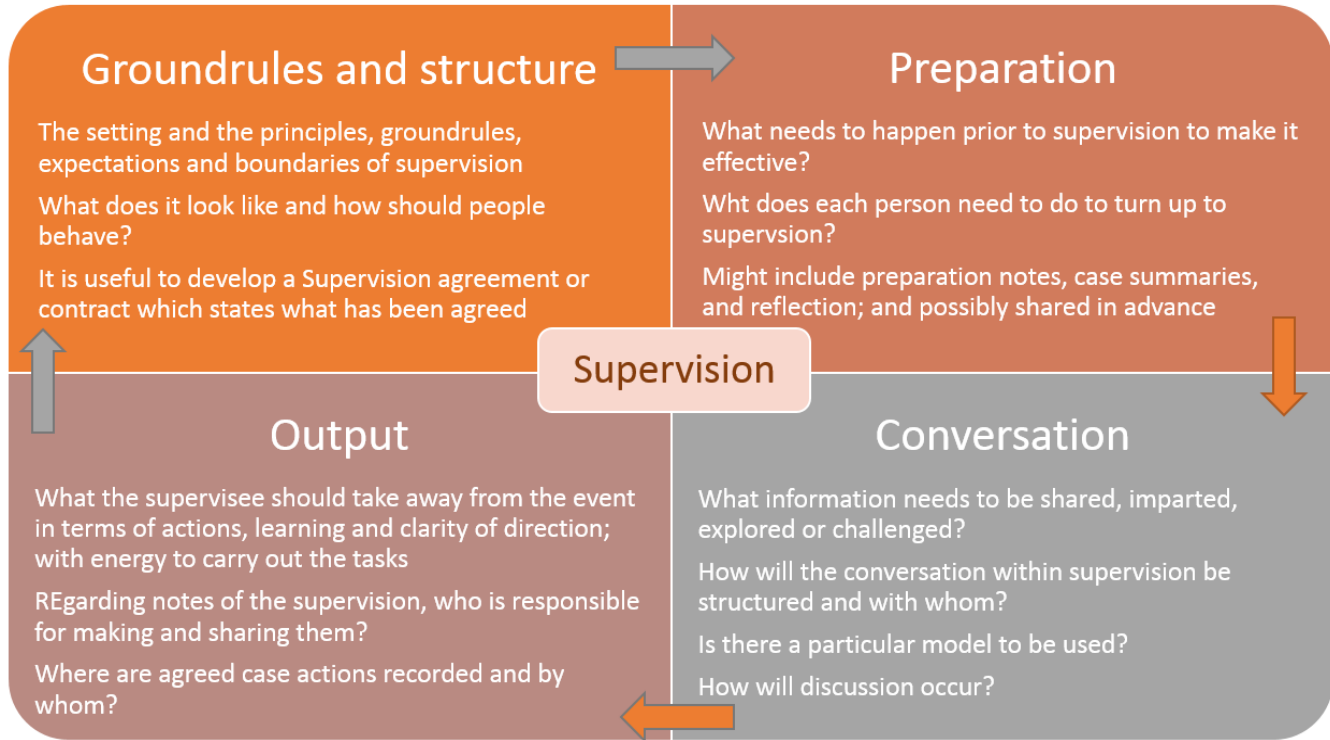 Groundrules and structure
The setting and the principles, groundrules,
expectations and boundaries of supervision
What does it look like and how should people
behave?
It is useful to develop a Supervision agreement or
contract which states what has been agreed
Preparation
What needs to happen prior to supervision to make it
effective?
Wht does each person need to do to turn up to
supervsion?
Might include preparation notes, case summaries,
and reflection; and possibly shared in advance
Supervision
Output
What the supervisee should take away from the event
in terms of actions, learning and clarity of direction;
with energy to carry out the tasks
REgarding notes of the supervision, who is responsible
for making and sharing them?
Where are agreed case actions recorded and by
whom?
Conversation
What information needs to be shared, imparted,
explored or challenged?
How will the conversation within supervision be
structured and with whom?
Is there a particular model to be used?
How will discussion occur?